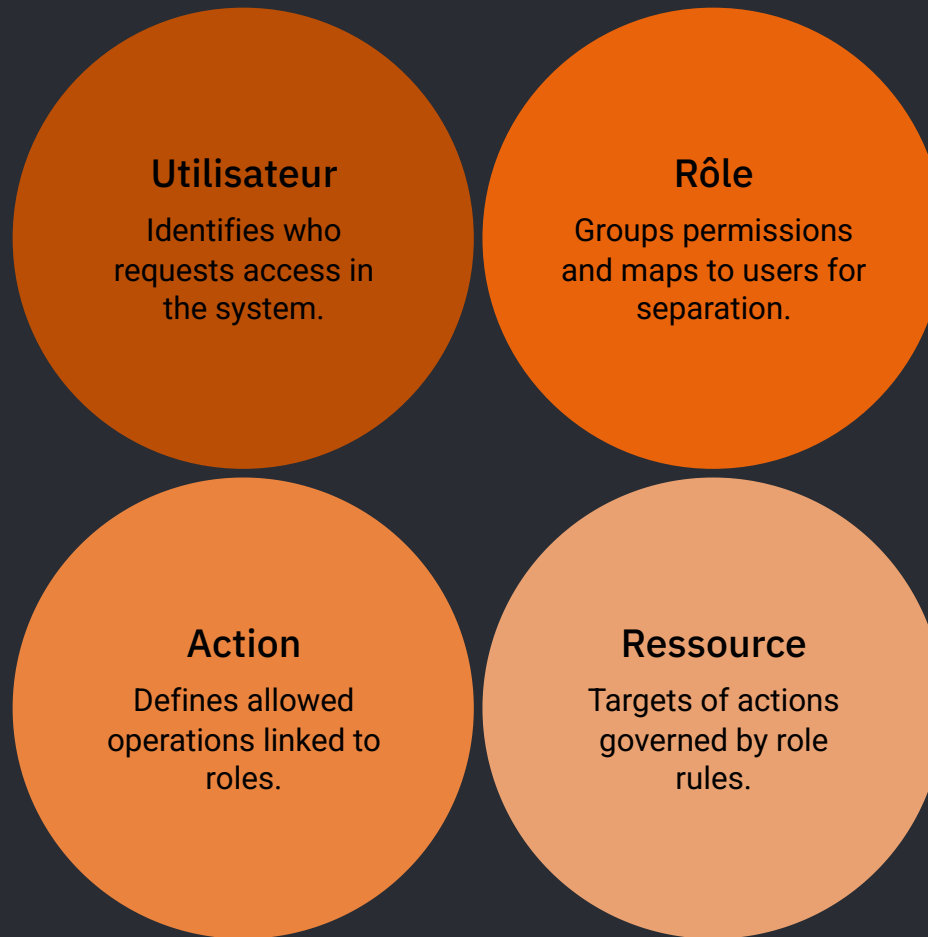 Utilisateur
Identifies who
requests access in
the system.
Rôle
Groups permissions
and maps to users for
separation.
Action
Defines allowed
operations linked to
roles.
Ressource
Targets of actions
governed by role
rules.